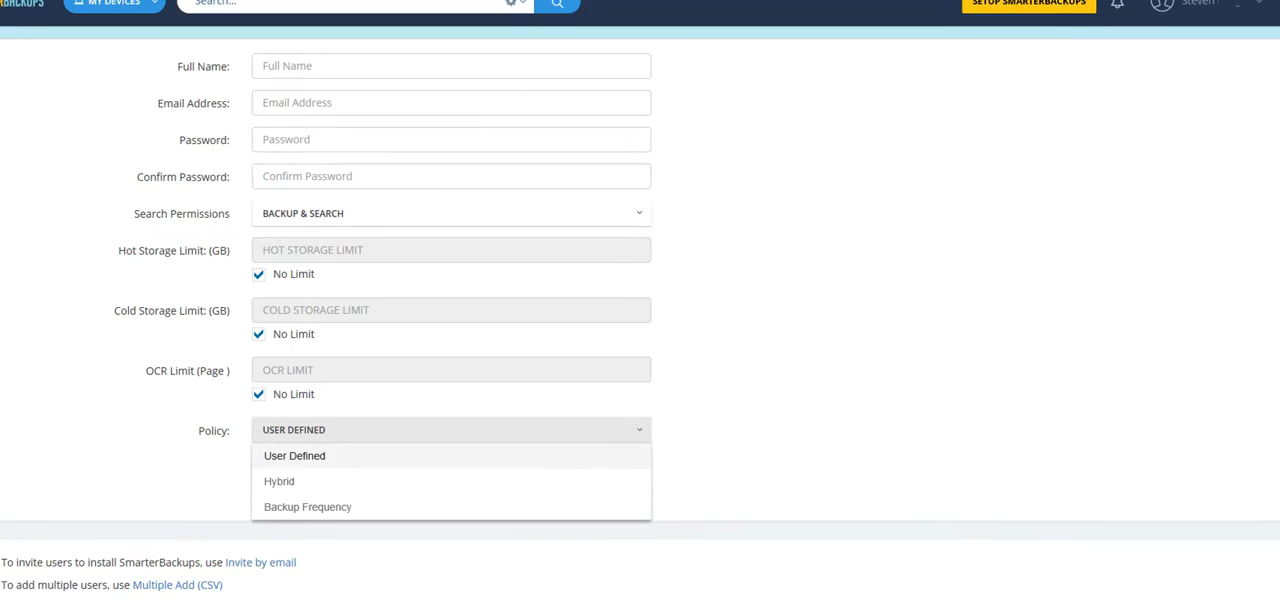 MY DEVICES
Search...
SETUP SMARTERBACKUPS
Steven
Full Name:
Full Name
Email Address:
Email Address
Password:
Password
Confirm Password:
Confirm Password
Search Permissions
BACKUP & SEARCH
Hot Storage Limit: (GB)
HOT STORAGE LIMIT
No Limit
Cold Storage Limit: (GB)
COLD STORAGE LIMIT
No Limit
OCR Limit (Page )
OCR LIMIT
No Limit
Policy:
USER DEFINED
User Defined
Hybrid
Backup Frequency
To invite users to install SmarterBackups, use Invite by email
To add multiple users, use Multiple Add (CSV)